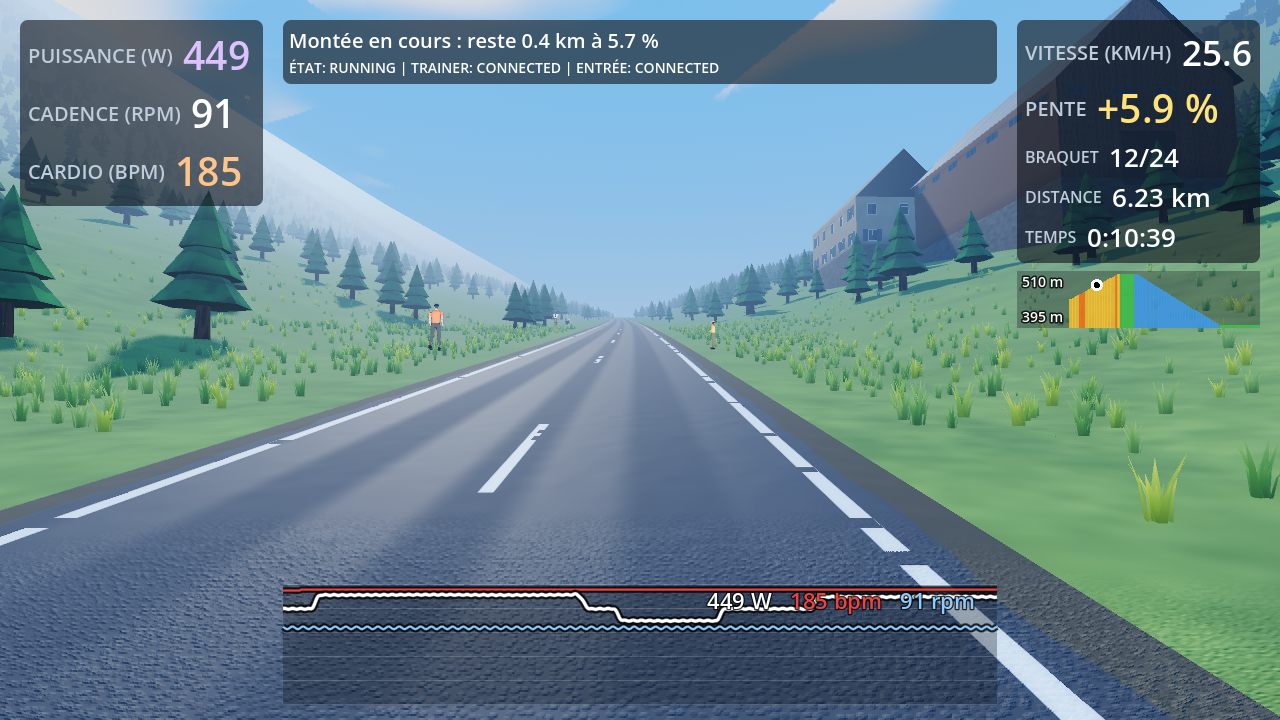 PUISSANCE (W) 449
CADENCE (RPM) 91
CARDIO (BPM) 185
Montée en cours : reste 0.4 km à 5.7 %
ÉTAT: RUNNING | TRAINER: CONNECTED | ENTRÉE: CONNECTED
VITESSE (KM/H) 25.6
PENTE +5.9 %
BRAQUET 12/24
DISTANCE 6.23 km
TEMPS 0:10:39
510 m
395 m
449 W 185 bpm 91 rpm